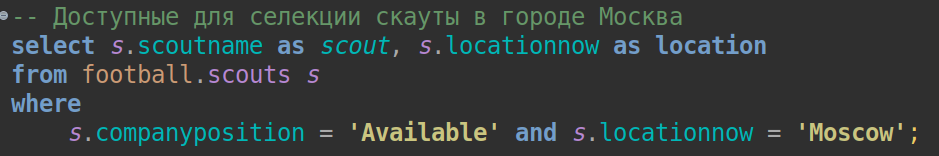 -- Доступные для селекции скауты в городе Москва
select s.scoutname as scout, s.locationnow as location
from football.scouts s
where
    s.companyposition = 'Available' and s.locationnow = 'Moscow';